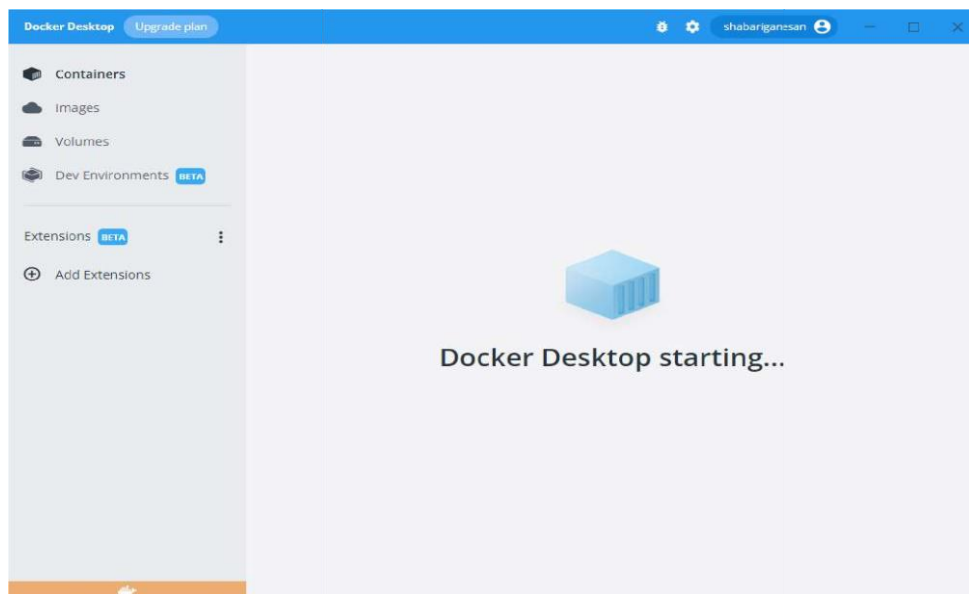 Docker Desktop Upgrade plan shabariganesan
Containers
Images
Volumes
Dev Environments BETA
Extensions BETA
Add Extensions
Docker Desktop starting...